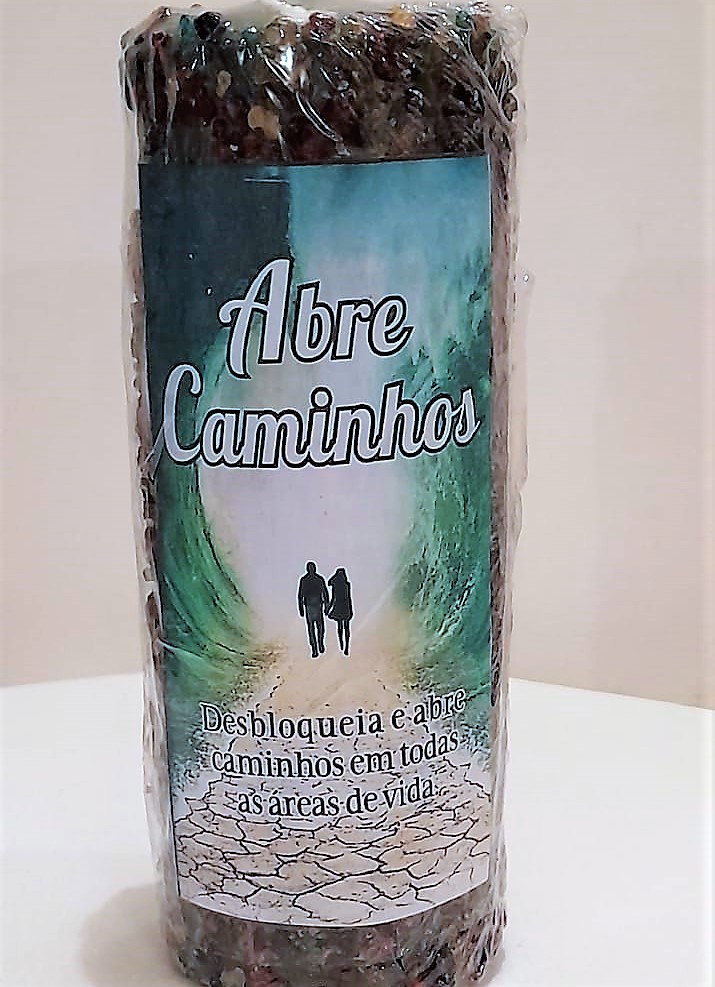 Abre
Caminhos
Desbloqueia e abre
caminhos em todas
as áreas de vida.